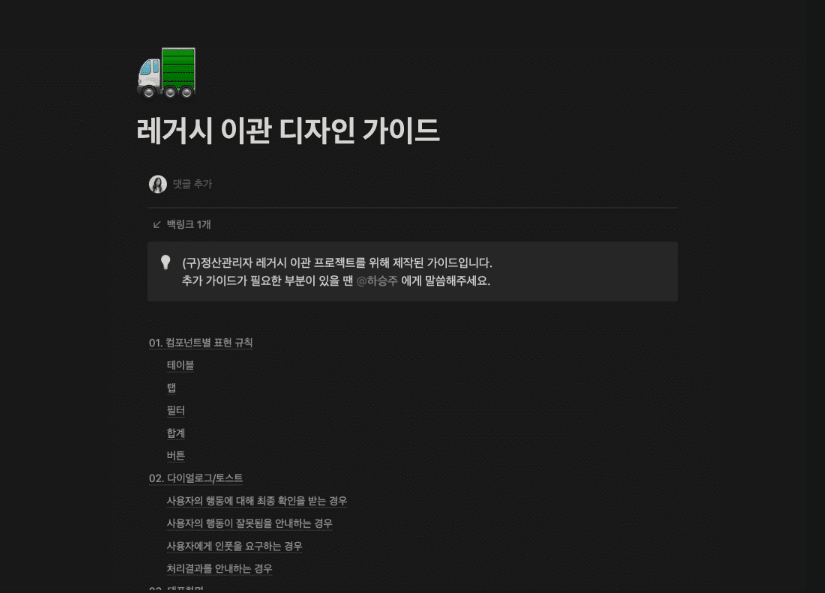 레거시 이관 디자인 가이드
댓글 추가
↙ 백링크 1개
(구)정산관리자 레거시 이관 프로젝트를 위해 제작된 가이드입니다.
추가 가이드가 필요한 부분이 있을 땐 @하승주 에게 말씀해주세요.
01. 컴포넌트별 표현 규칙
테이블
탭
필터
합계
버튼
02. 다이얼로그/토스트
사용자의 행동에 대해 최종 확인을 받는 경우
사용자의 행동이 잘못됨을 안내하는 경우
사용자에게 인풋을 요구하는 경우
처리결과를 안내하는 경우